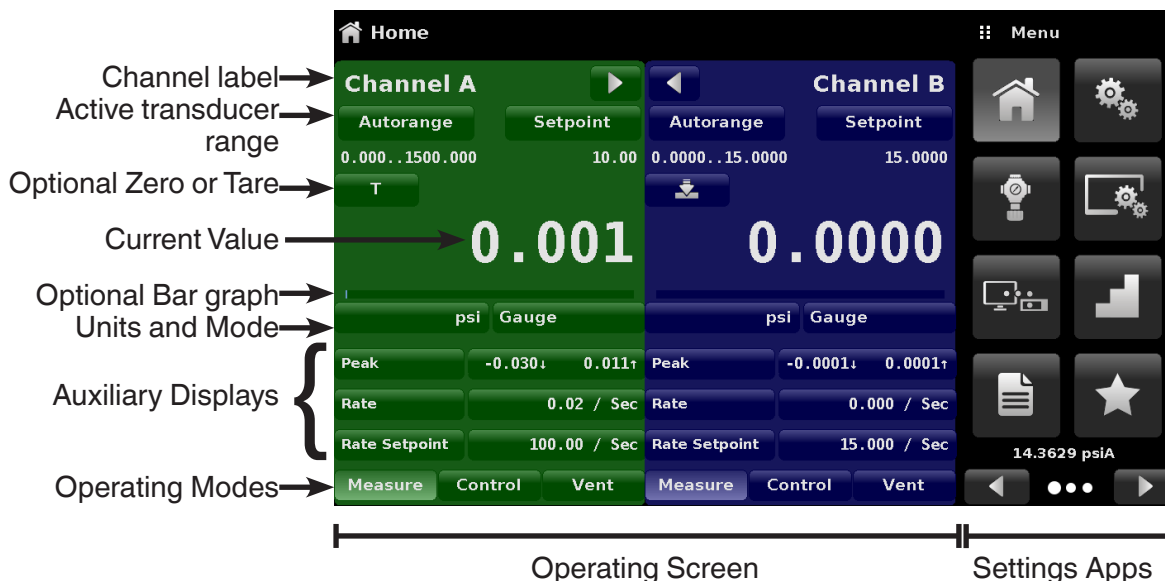 Home
Menu
Channel label
Channel A
Channel B
Active transducer
range
Autorange
Setpoint
Autorange
Setpoint
0.000..1500.000
10.00
0.0000..15.0000
15.0000
Optional Zero or Tare
T
Current Value
0.001
0.0000
Optional Bar graph
Units and Mode
psi
Gauge
psi
Gauge
Auxiliary Displays
Peak
-0.030↓
0.011↑
Peak
-0.0001↓
0.0001↑
Rate
0.02 / Sec
Rate
0.000 / Sec
Rate Setpoint
100.00 / Sec
Rate Setpoint
15.000 / Sec
14.3629 psiA
Operating Modes
Measure
Control
Vent
Measure
Control
Vent
Operating Screen
Settings Apps